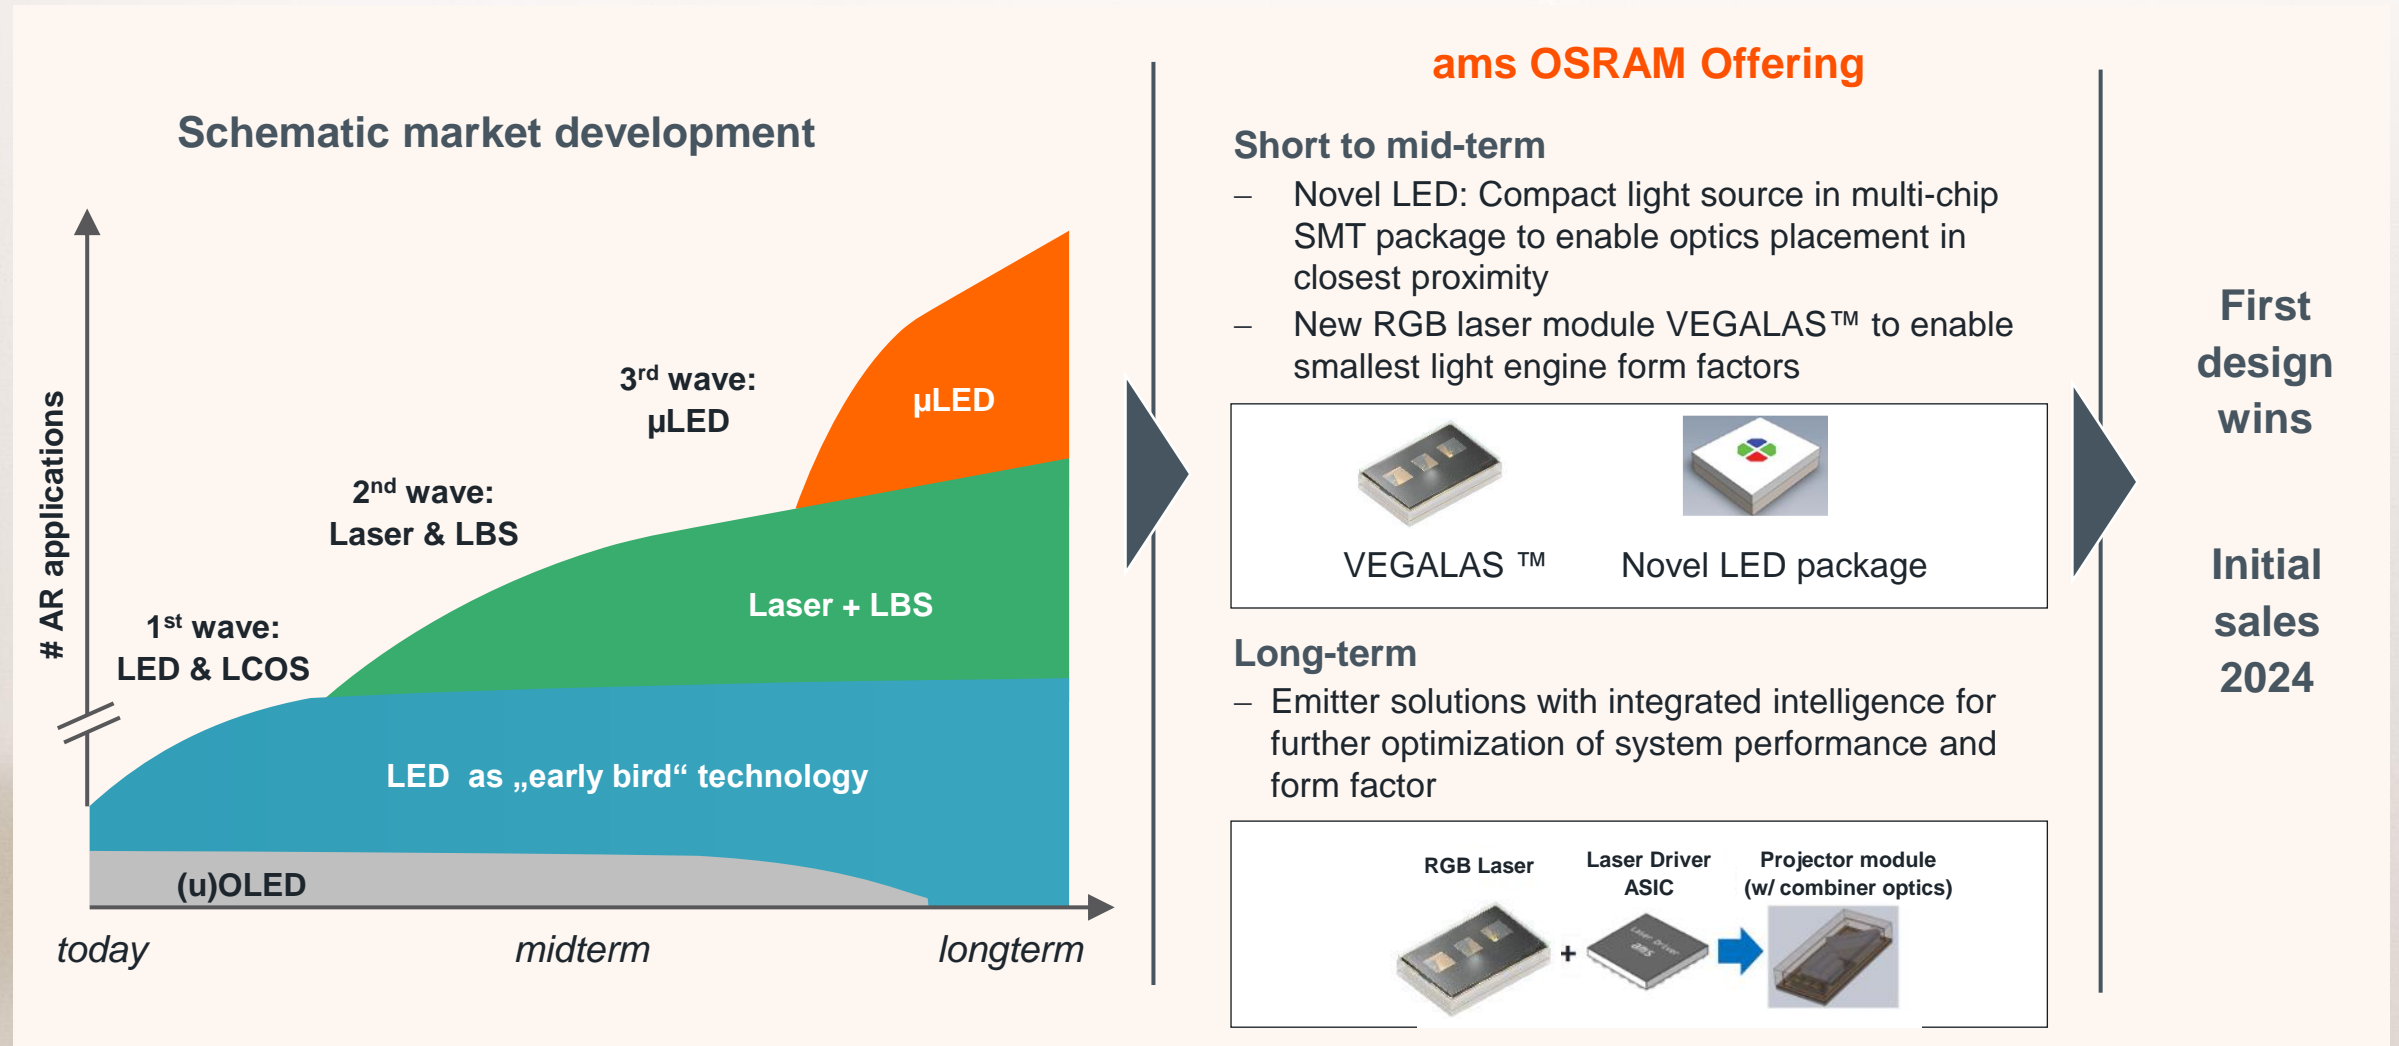 Schematic market development
# AR applications
3rd wave:
µLED
µLED
2nd wave:
Laser & LBS
Laser + LBS
1st wave:
LED & LCOS
LED as „early bird“ technology
(u)OLED
today
midterm
longterm
ams OSRAM Offering
Short to mid-term
– Novel LED: Compact light source in multi-chip
SMT package to enable optics placement in
closest proximity
– New RGB laser module VEGALAS™ to enable
smallest light engine form factors
VEGALAS ™
Novel LED package
Long-term
– Emitter solutions with integrated intelligence for
further optimization of system performance and
form factor
RGB Laser
+
Laser Driver
ASIC
Laser Driver
ams
Projector module
(w/ combiner optics)
First
design
wins
Initial
sales
2024